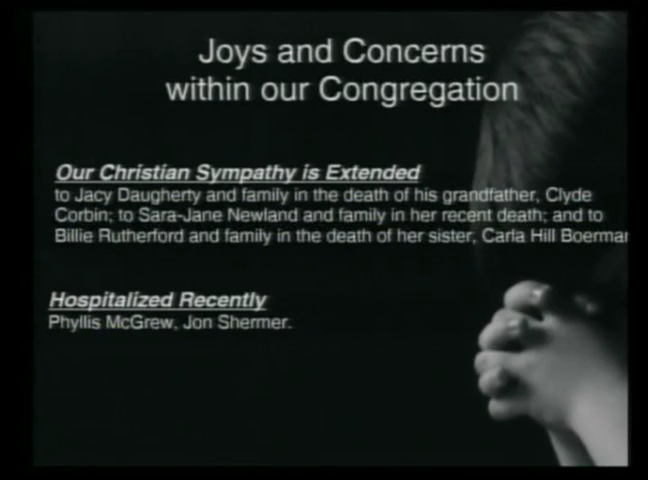 Joys and Concerns
within our Congregation
Our Christian Sympathy is Extended
to Jacy Daugherty and family in the death of his grandfather, Clyde
Corbin; to Sara-Jane Newland and family in her recent death; and to
Billie Rutherford and family in the death of her sister, Carla Hill Boerman
Hospitalized Recently
Phyllis McGrew, Jon Shermer.